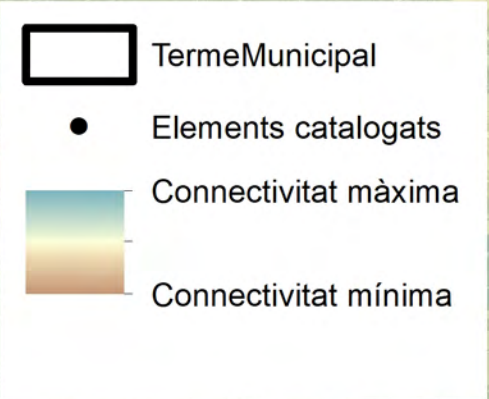 TermeMunicipal
Elements catalogats
Connectivitat màxima
Connectivitat mínima